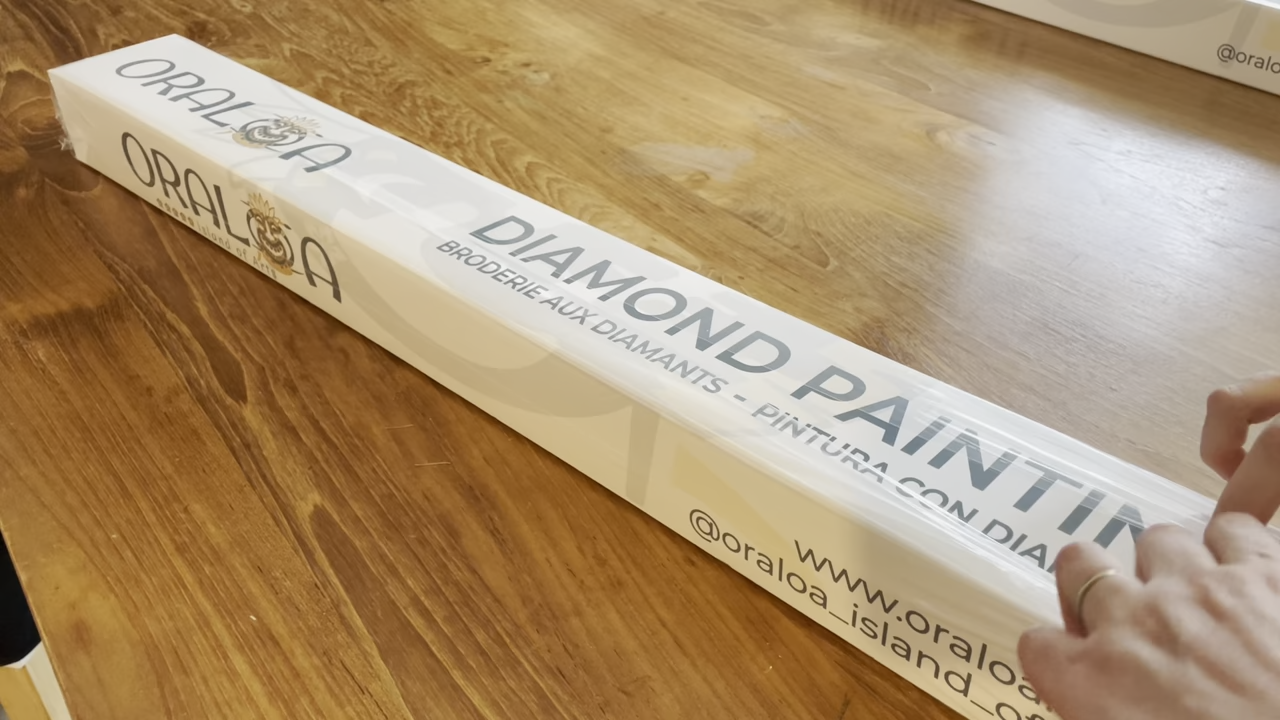 ORALOA
ORALOA
Island of Arts
DIAMOND PAINTIN
BRODERIE AUX DIAMANTS - PINTURA CON DIA
www.oraloa
@oraloa_island_of
@oralo